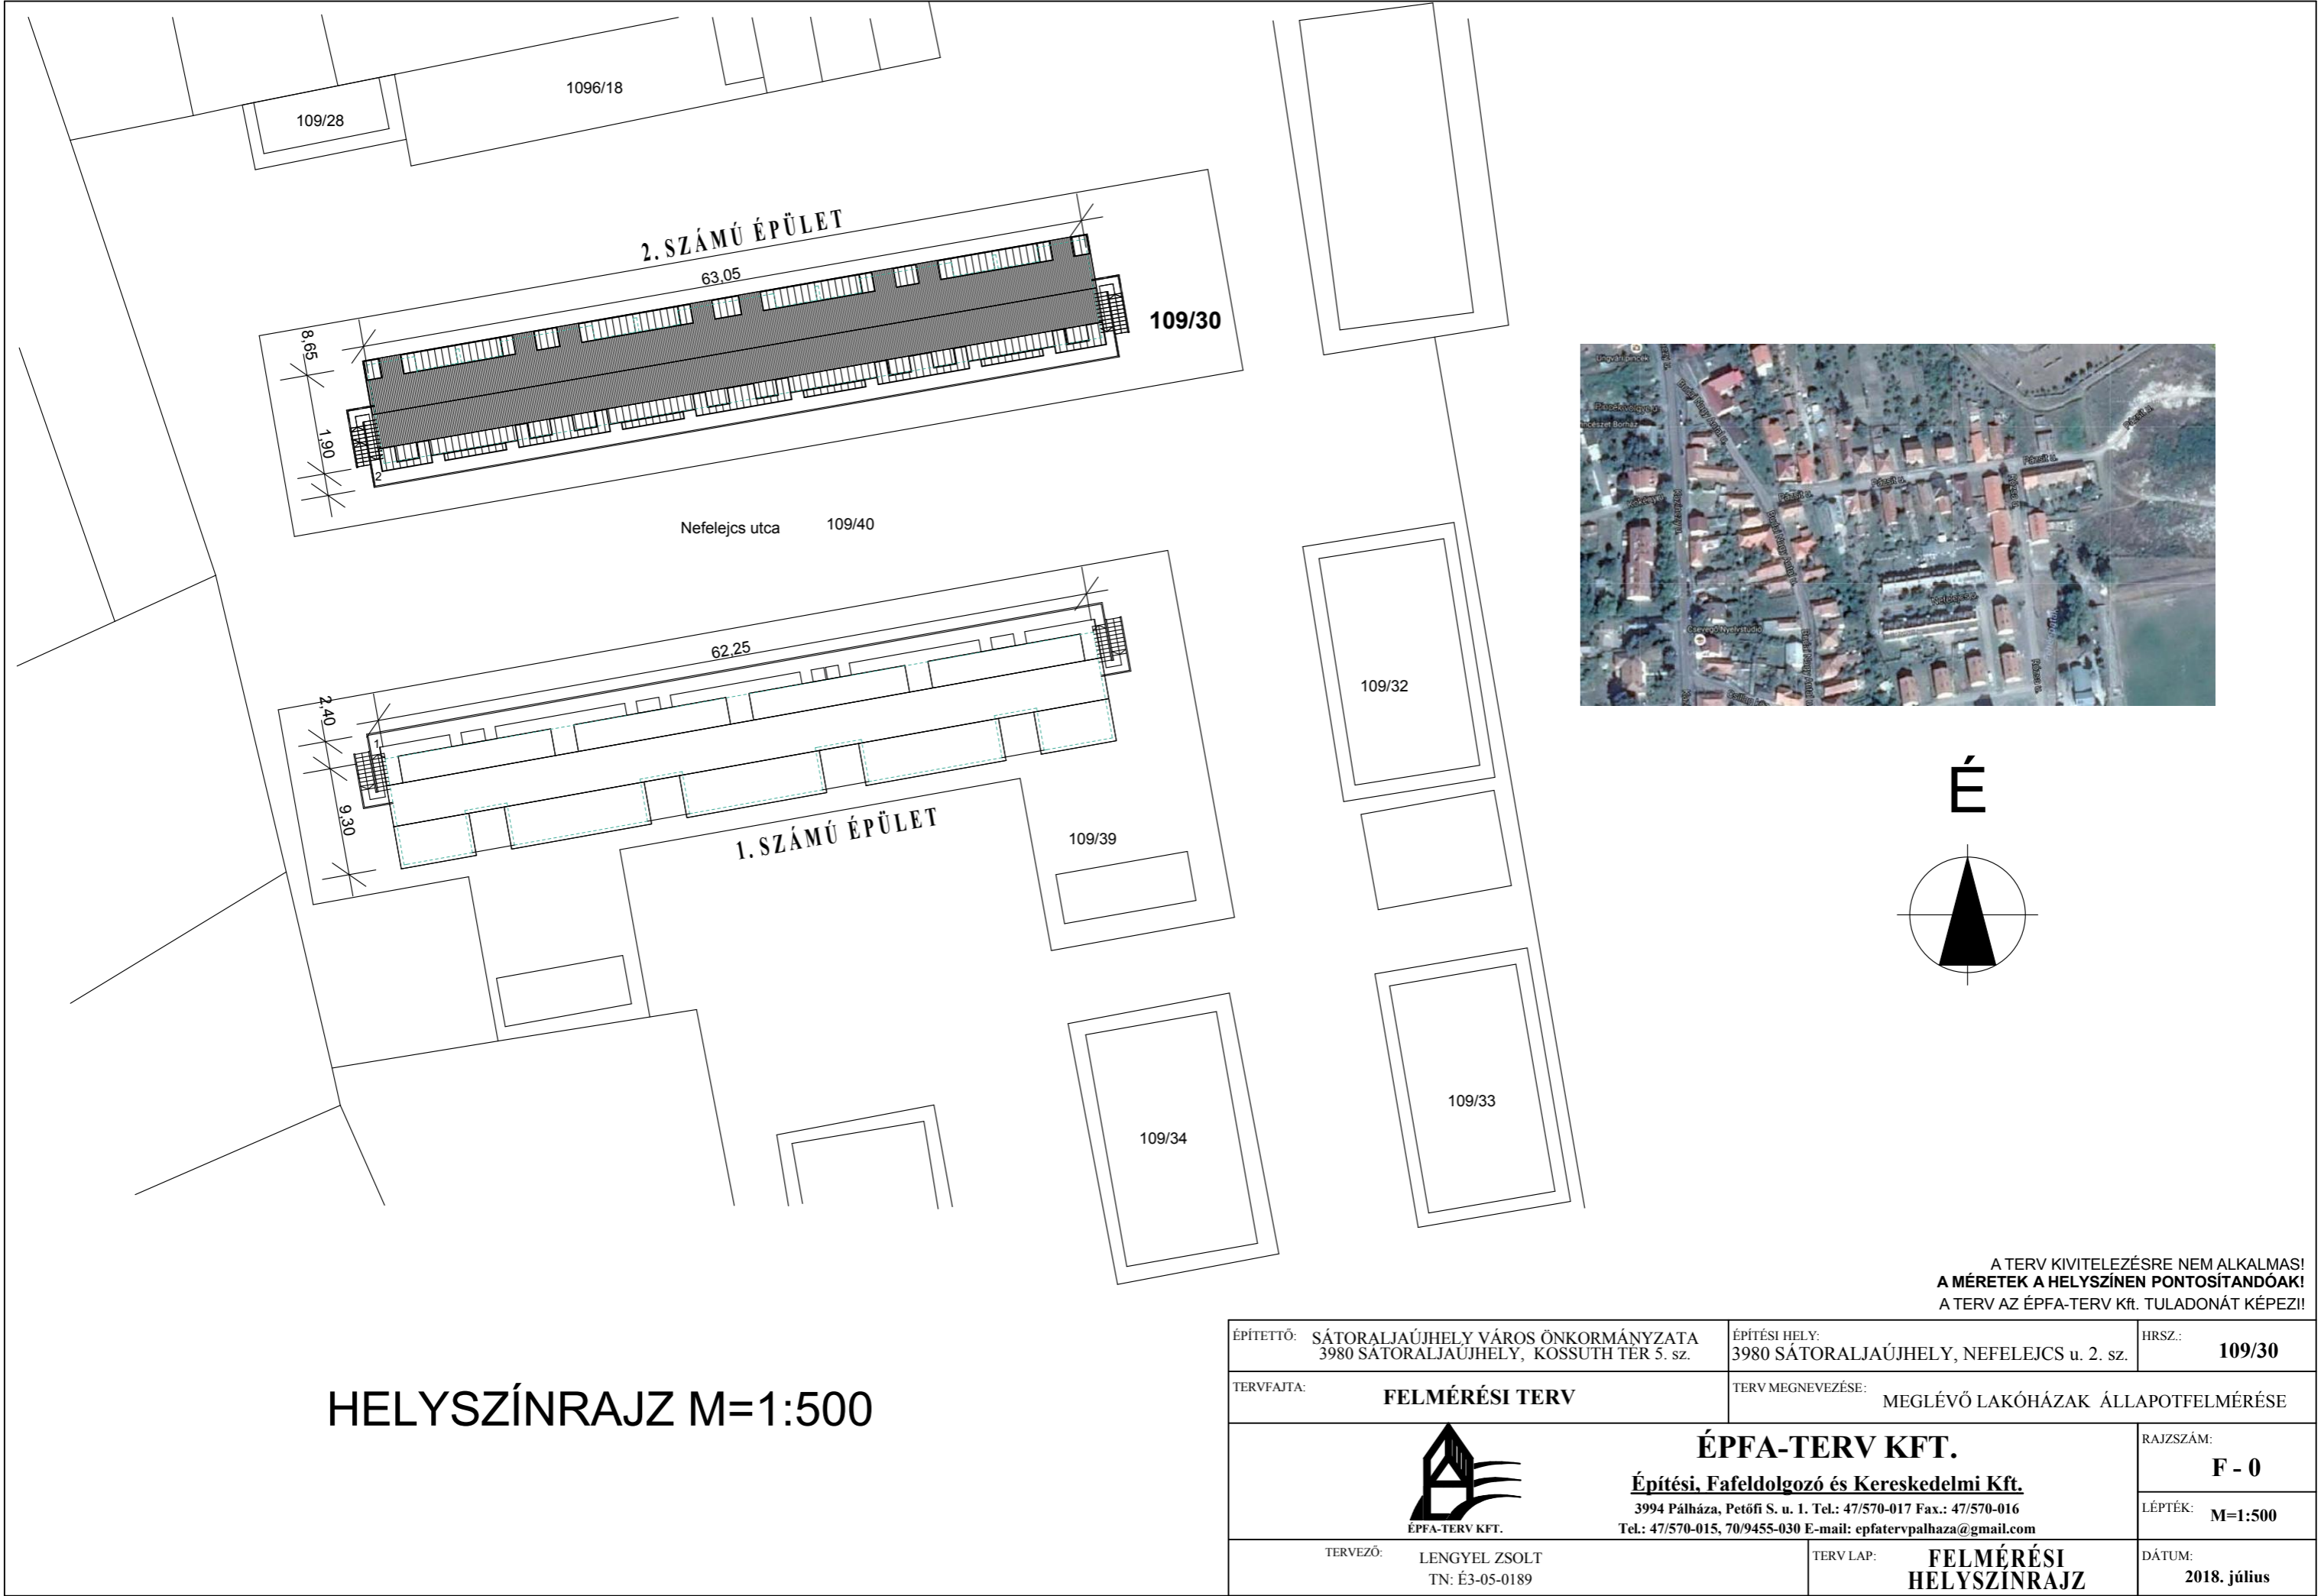 1096/18
109/28
2. SZÁMÚ ÉPÜLET
63,05
8,65
109/30
1,90
2
Nefelejcs utca 109/40
62,25
2,40
1
109/32
9,30
1. SZÁMÚ ÉPÜLET
109/39
É
109/33
109/34
Pázsit u.
Pázsit u.
Pázsit u.
Nefelejcs u.
Rózsa u.
A TERV KIVITELEZÉSRE NEM ALKALMAS!
A MÉRETEK A HELYSZÍNEN PONTOSÍTANDÓAK!
A TERV AZ ÉPFA-TERV Kft. TULADONÁT KÉPEZI!
HELYSZÍNRAJZ M=1:500
ÉPÍTETTŐ: SÁTORALJAÚJHELY VÁROS ÖNKORMÁNYZATA
3980 SÁTORALJAÚJHELY, KOSSUTH TÉR 5. sz.
ÉPÍTÉSI HELY:
3980 SÁTORALJAÚJHELY, NEFELEJCS u. 2. sz.
HRSZ.: 109/30
TERVFAJTA: FELMÉRÉSI TERV
TERV MEGNEVEZÉSE: MEGLÉVŐ LAKÓHÁZAK ÁLLAPOTFELMÉRÉSE
ÉPFA-TERV KFT.
ÉPFA-TERV KFT.
Építési, Fafeldolgozó és Kereskedelmi Kft.
3994 Pálháza, Petőfi S. u. 1. Tel.: 47/570-017 Fax.: 47/570-016
Tel.: 47/570-015, 70/9455-030 E-mail: epfatervpalhaza@gmail.com
RAJZSZÁM:
F - 0
LÉPTÉK: M=1:500
TERVEZŐ: LENGYEL ZSOLT
TN: É3-05-0189
TERV LAP: FELMÉRÉSI
HELYSZÍNRAJZ
DÁTUM:
2018. július